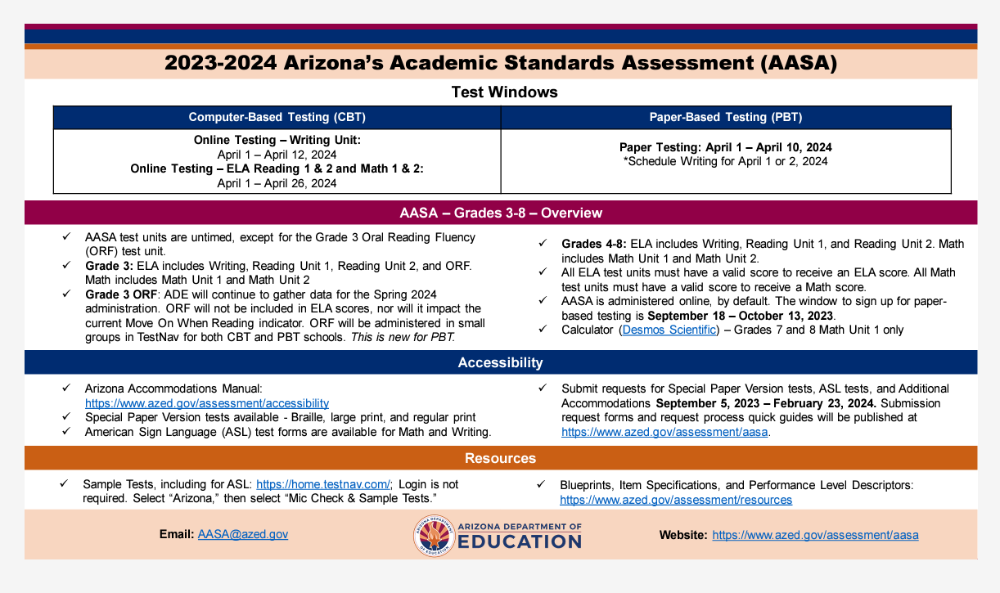 2023-2024 Arizona’s Academic Standards Assessment (AASA)
Test Windows
Computer-Based Testing (CBT)
Online Testing – Writing Unit:
April 1 – April 12, 2024
Online Testing – ELA Reading 1 & 2 and Math 1 & 2:
April 1 – April 26, 2024
Paper-Based Testing (PBT)
Paper Testing: April 1 – April 10, 2024
*Schedule Writing for April 1 or 2, 2024
AASA – Grades 3-8 – Overview
✓ AASA test units are untimed, except for the Grade 3 Oral Reading Fluency
(ORF) test unit.
✓ Grade 3: ELA includes Writing, Reading Unit 1, Reading Unit 2, and ORF.
Math includes Math Unit 1 and Math Unit 2
✓ Grade 3 ORF: ADE will continue to gather data for the Spring 2024
administration. ORF will not be included in ELA scores, nor will it impact the
current Move On When Reading indicator. ORF will be administered in small
groups in TestNav for both CBT and PBT schools. This is new for PBT.
✓ Grades 4-8: ELA includes Writing, Reading Unit 1, and Reading Unit 2. Math
includes Math Unit 1 and Math Unit 2.
✓ All ELA test units must have a valid score to receive an ELA score. All Math
test units must have a valid score to receive a Math score.
✓ AASA is administered online, by default. The window to sign up for paper-
based testing is September 18 – October 13, 2023.
✓ Calculator (Desmos Scientific) – Grades 7 and 8 Math Unit 1 only
Accessibility
✓ Arizona Accommodations Manual:
https://www.azed.gov/assessment/accessibility
✓ Special Paper Version tests available - Braille, large print, and regular print
✓ American Sign Language (ASL) test forms are available for Math and Writing.
✓ Submit requests for Special Paper Version tests, ASL tests, and Additional
Accommodations September 5, 2023 – February 23, 2024. Submission
request forms and request process quick guides will be published at
https://www.azed.gov/assessment/aasa.
Resources
✓ Sample Tests, including for ASL: https://home.testnav.com/; Login is not
required. Select “Arizona,” then select “Mic Check & Sample Tests.”
✓ Blueprints, Item Specifications, and Performance Level Descriptors:
https://www.azed.gov/assessment/resources
Email: AASA@azed.gov
ARIZONA DEPARTMENT
OF EDUCATION
ARIZONA DEPARTMENT OF
EDUCATION
Website: https://www.azed.gov/assessment/aasa